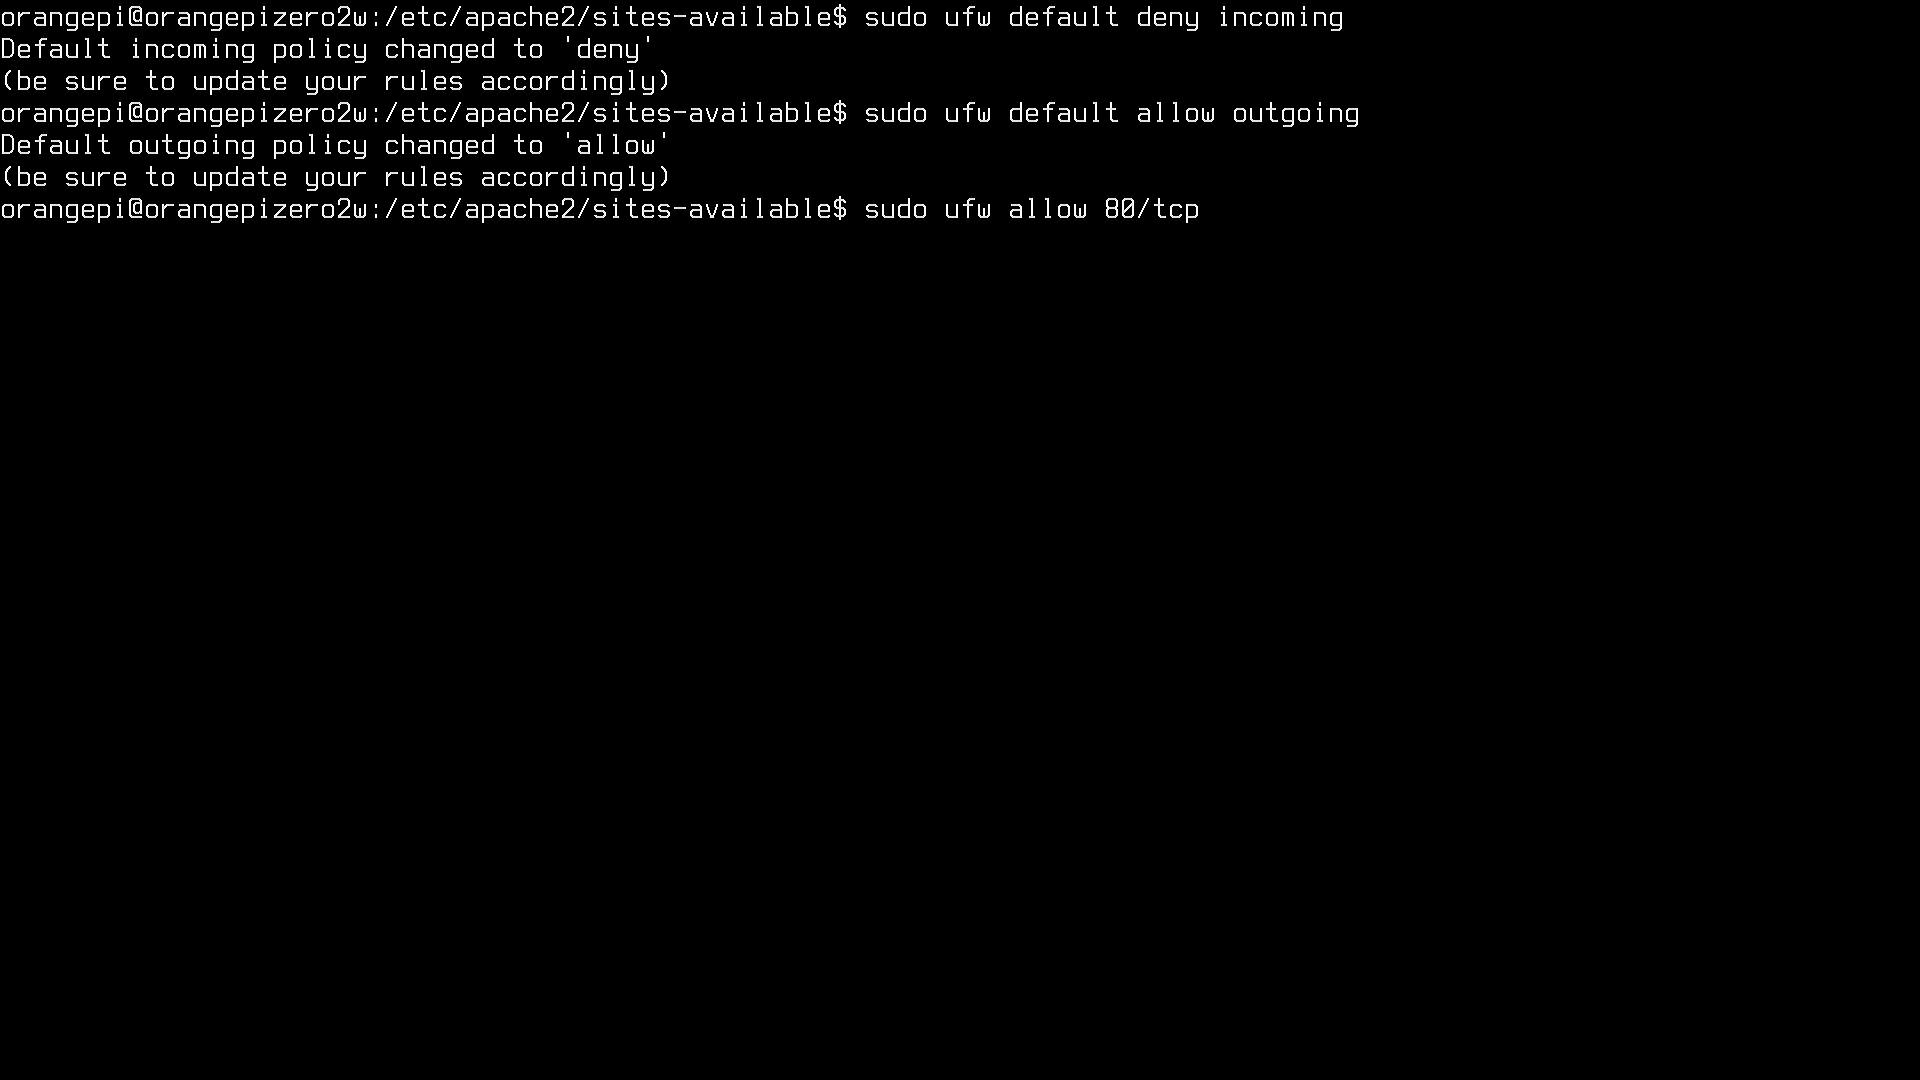 orangepi@orangepizero2w:/etc/apache2/sites-available$ sudo ufw default deny incoming
Default incoming policy changed to 'deny'
(be sure to update your rules accordingly)
orangepi@orangepizero2w:/etc/apache2/sites-available$ sudo ufw default allow outgoing
Default outgoing policy changed to 'allow'
(be sure to update your rules accordingly)
orangepi@orangepizero2w:/etc/apache2/sites-available$ sudo ufw allow 80/tcp